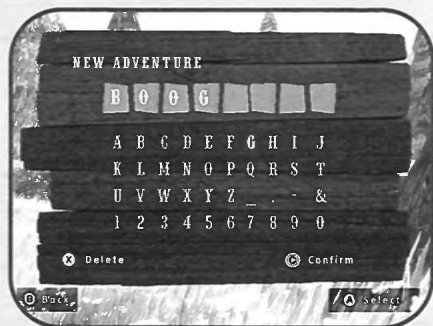 NEW ADVENTURE
B O O G
A B C D E F G H I J
K L M N O P Q R S T
U V W X Y Z _ . - &
1 2 3 4 5 6 7 8 9 0
X Delete
Confirm
B Back
A Select